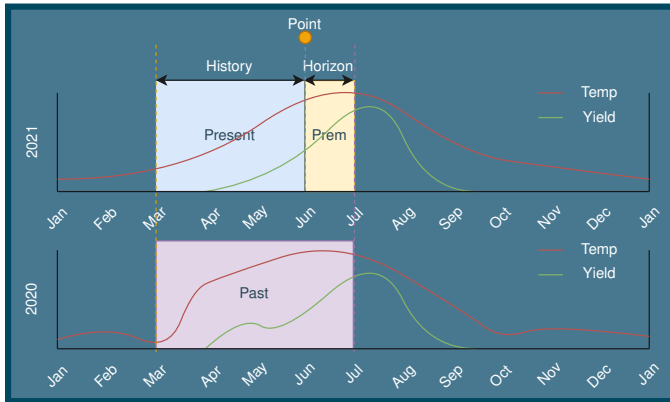 Point
History Horizon
Present Prem
Temp
Yield
2021
Jan Feb Mar Apr May Jun Jul Aug Sep Oct Nov Dec Jan
Temp
Yield
Past
2020
Jan Feb Mar Apr May Jun Jul Aug Sep Oct Nov Dec Jan